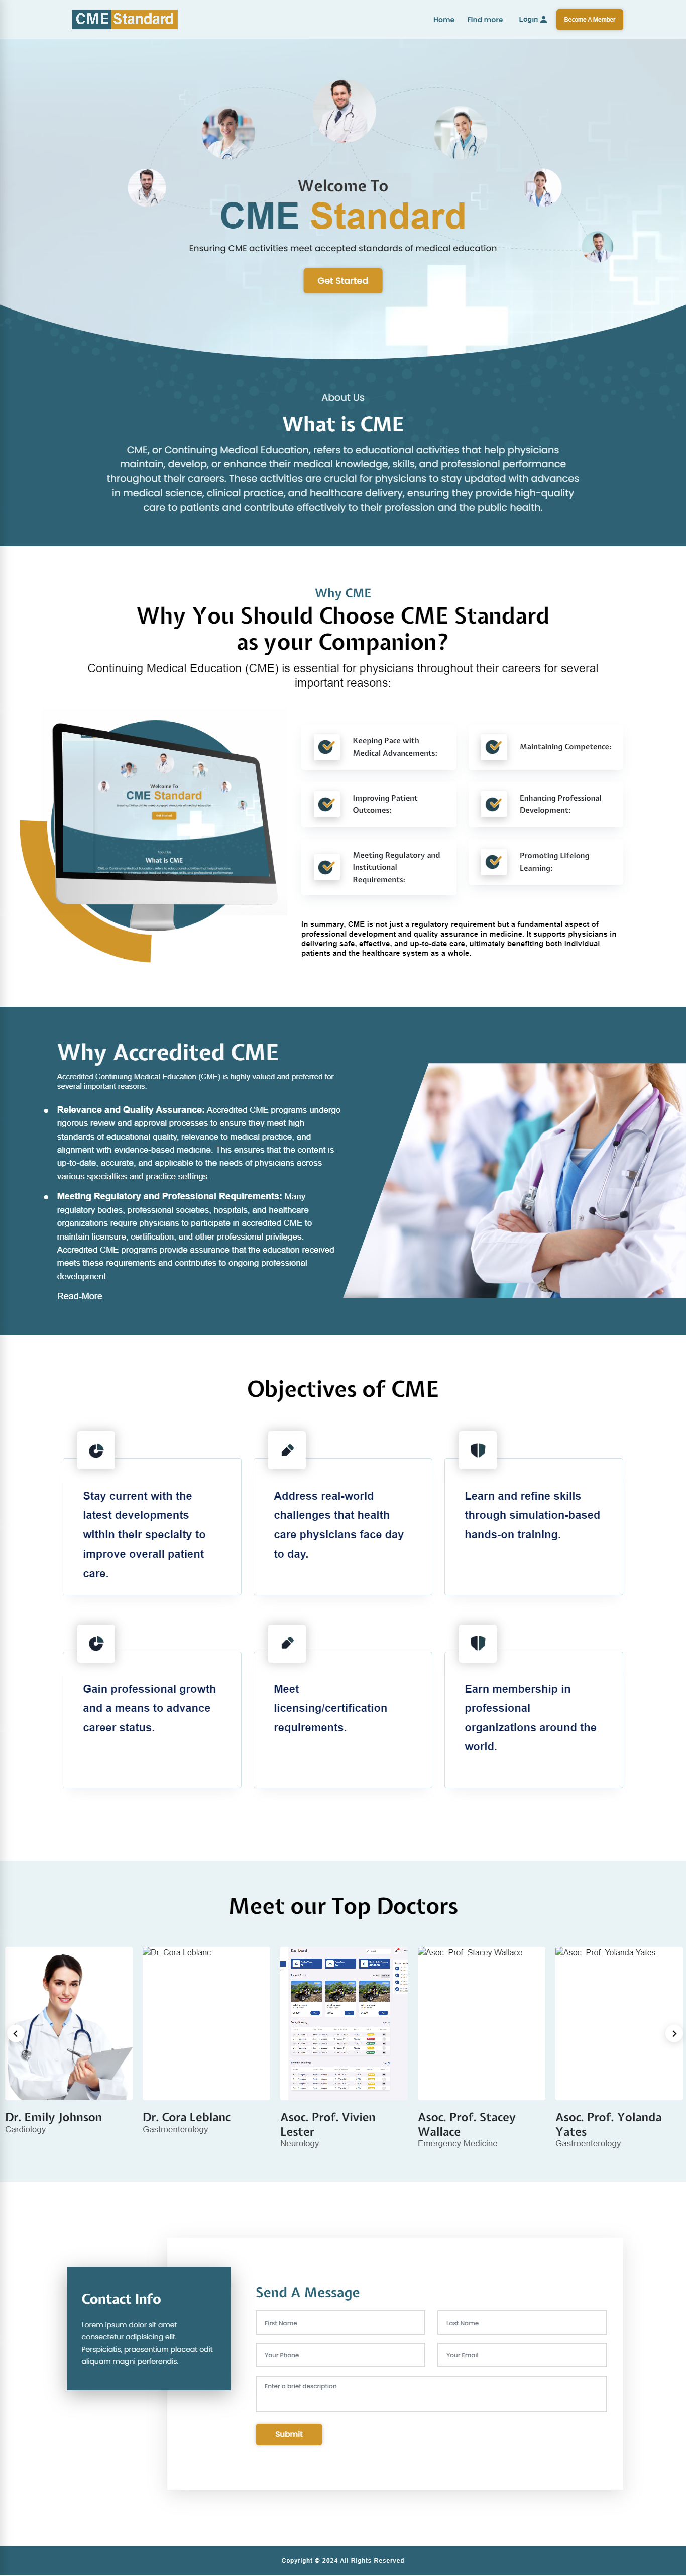 CME Standard
Home
Find more
Login
Become A Member
Welcome To
CME Standard
Ensuring CME activities meet accepted standards of medical education
Get Started
About Us
What is CME
CME, or Continuing Medical Education, refers to educational activities that help physicians
maintain, develop, or enhance their medical knowledge, skills, and professional performance
throughout their careers. These activities are crucial for physicians to stay updated with advances
in medical science, clinical practice, and healthcare delivery, ensuring they provide high-quality
care to patients and contribute effectively to their profession and the public health.
Why CME
Why You Should Choose CME Standard
as your Companion?
Continuing Medical Education (CME) is essential for physicians throughout their careers for several
important reasons:
Welcome To
CME Standard
What is CME
Keeping Pace with
Medical Advancements:
Maintaining Competence:
Improving Patient
Outcomes:
Enhancing Professional
Development:
Meeting Regulatory and
Institutional
Requirements:
Promoting Lifelong
Learning:
In summary, CME is not just a regulatory requirement but a fundamental aspect of
professional development and quality assurance in medicine. It supports physicians in
delivering safe, effective, and up-to-date care, ultimately benefiting both individual
patients and the healthcare system as a whole.
Why Accredited CME
Accredited Continuing Medical Education (CME) is highly valued and preferred for
several important reasons:
Relevance and Quality Assurance: Accredited CME programs undergo
rigorous review and approval processes to ensure they meet high
standards of educational quality, relevance to medical practice, and
alignment with evidence-based medicine. This ensures that the content is
up-to-date, accurate, and applicable to the needs of physicians across
various specialties and practice settings.
Meeting Regulatory and Professional Requirements: Many
regulatory bodies, professional societies, hospitals, and healthcare
organizations require physicians to participate in accredited CME to
maintain licensure, certification, and other professional privileges.
Accredited CME programs provide assurance that the education received
meets these requirements and contributes to ongoing professional
development.
Read-More
Objectives of CME
Stay current with the
latest developments
within their specialty to
improve overall patient
care.
Address real-world
challenges that health
care physicians face day
to day.
Learn and refine skills
through simulation-based
hands-on training.
Gain professional growth
and a means to advance
career status.
Meet
licensing/certification
requirements.
Earn membership in
professional
organizations around the
world.
Meet our Top Doctors
Dr. Cora Leblanc
Asoc. Prof. Stacey Wallace
Asoc. Prof. Yolanda Yates
Dr. Emily Johnson
Cardiology
Dr. Cora Leblanc
Gastroenterology
Asoc. Prof. Vivien
Lester
Neurology
Asoc. Prof. Stacey
Wallace
Emergency Medicine
Asoc. Prof. Yolanda
Yates
Gastroenterology
Contact Info
Lorem ipsum dolor sit amet
consectetur adipisicing elit.
Perspiciatis, praesentium placeat odit
aliquam magni perferendis.
Send A Message
First Name
Last Name
Your Phone
Your Email
Enter a brief description
Submit
Copyright © 2024 All Rights Reserved